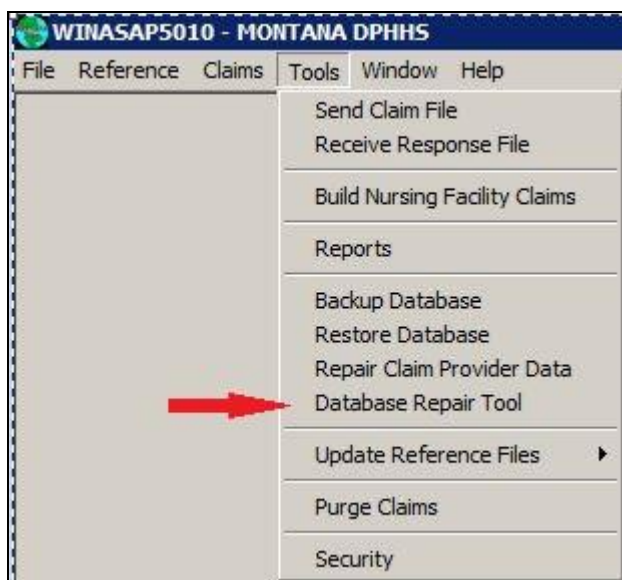 WINASAP5010 - MONTANA DPHHS
File Reference Claims Tools Window Help
Send Claim File
Receive Response File
Build Nursing Facility Claims
Reports
Backup Database
Restore Database
Repair Claim Provider Data
Database Repair Tool
Update Reference Files
Purge Claims
Security